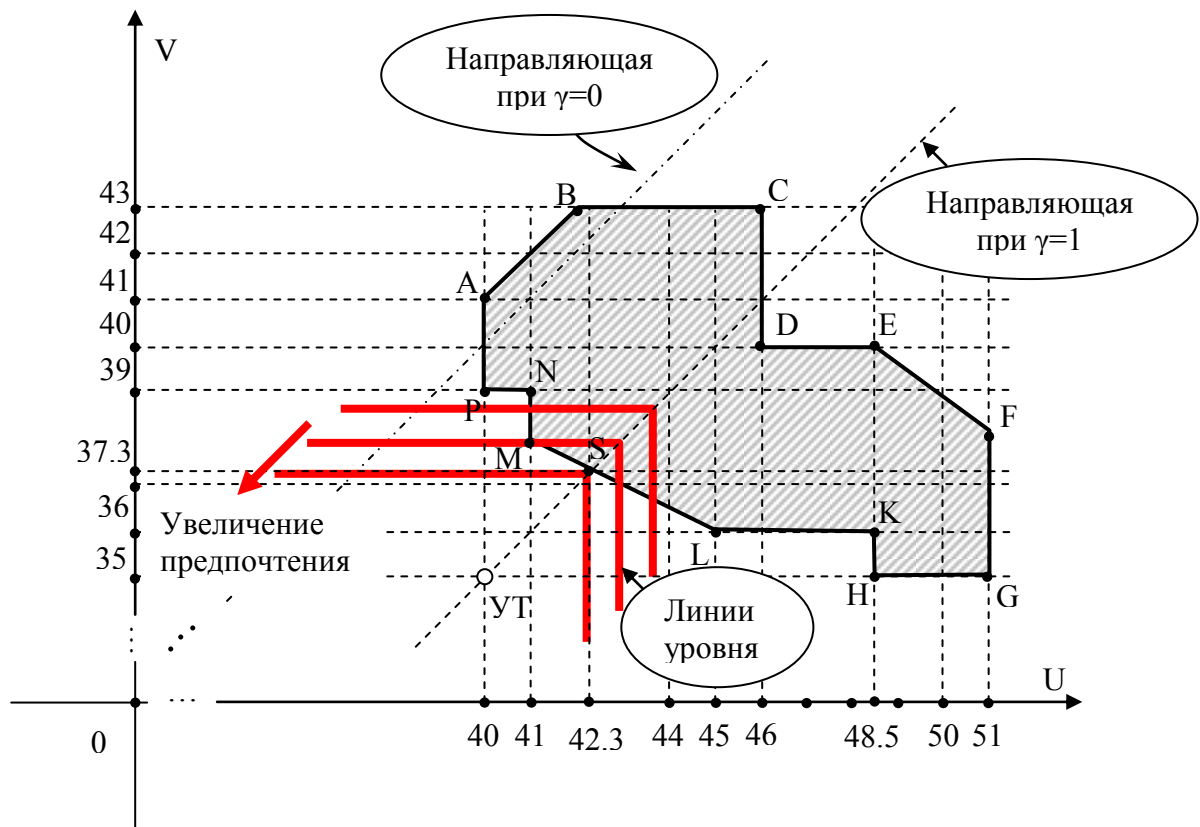 V
Направляющая
при γ=0
43
B
C
Направляющая
при γ=1
42
41
A
40
D
E
39
N
P
F
37.3
M
S
36
Увеличение
предпочтения
K
35
L
УТ
H
G
Линии
уровня
...
...
...
U
0
40 41 42.3 44 45 46 48.5 50 51